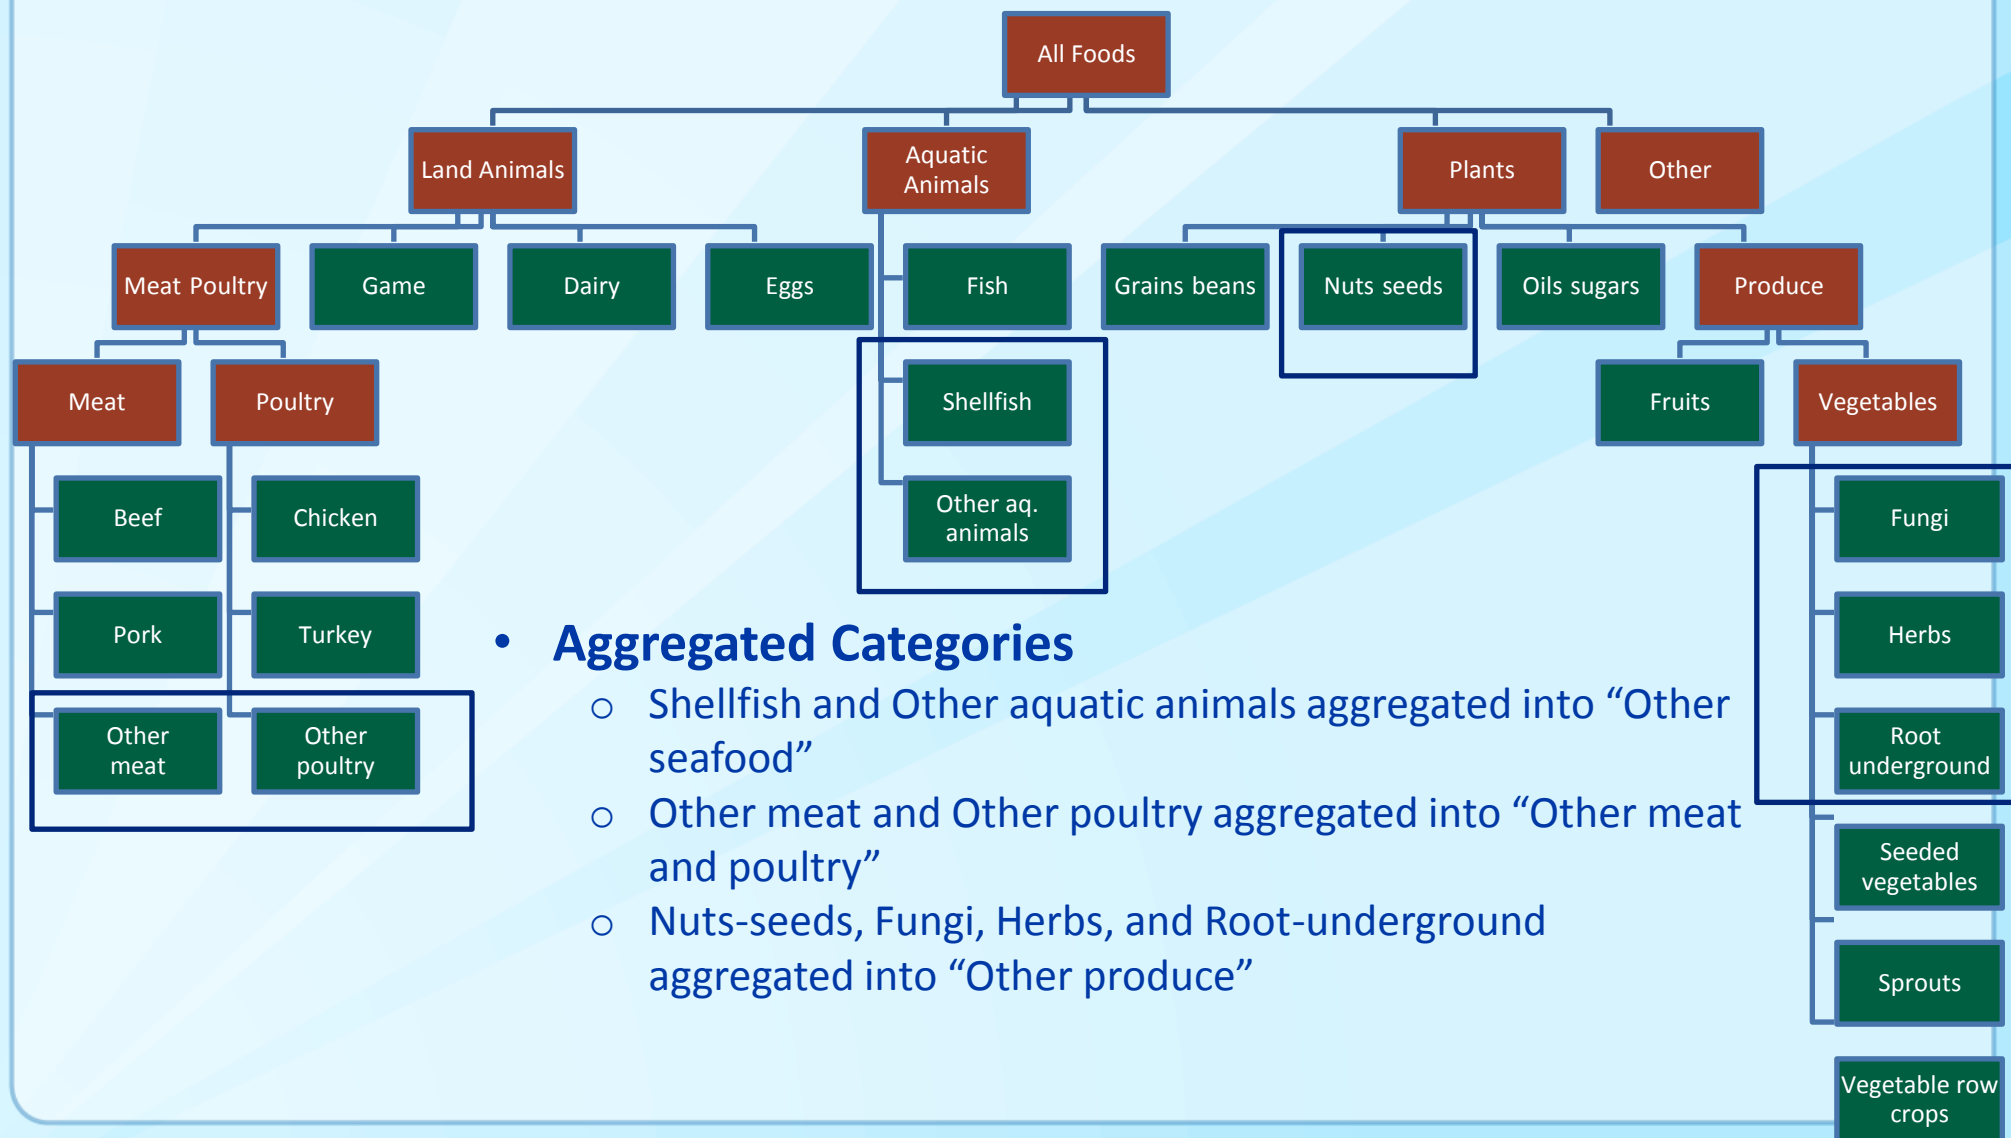 All Foods
Land Animals
Aquatic
Animals
Plants
Other
Meat Poultry
Game
Dairy
Eggs
Fish
Grains beans
Nuts seeds
Oils sugars
Produce
Meat
Poultry
Shellfish
Fruits
Vegetables
Beef
Chicken
Other aq.
animals
Fungi
Pork
Turkey
Herbs
Other
meat
Other
poultry
Root
underground
Seeded
vegetables
Sprouts
Vegetable row
crops
• Aggregated Categories
o Shellfish and Other aquatic animals aggregated into “Other
seafood”
o Other meat and Other poultry aggregated into “Other meat
and poultry”
o Nuts-seeds, Fungi, Herbs, and Root-underground
aggregated into “Other produce”